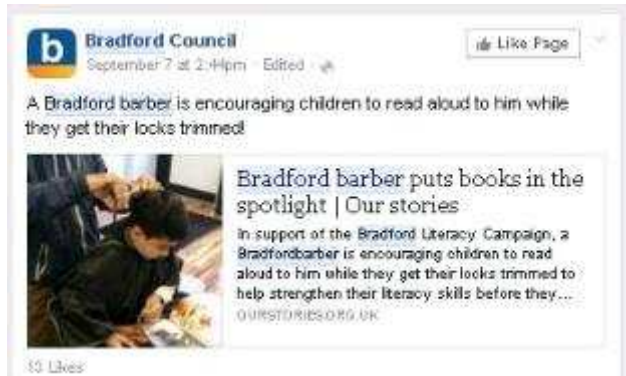 b
Bradford Council
Like Page
September 7 at 2:44pm · Edited ·
A Bradford barber is encouraging children to read aloud to him while
they get their locks trimmed!
Bradford barber puts books in the
spotlight | Our stories
In support of the Bradford Literacy Campaign, a
Bradfordbarber is encouraging children to read
aloud to him while they get their locks trimmed to
help strengthen their literacy skills before they...
OURSTORIES.ORG.UK
13 Likes